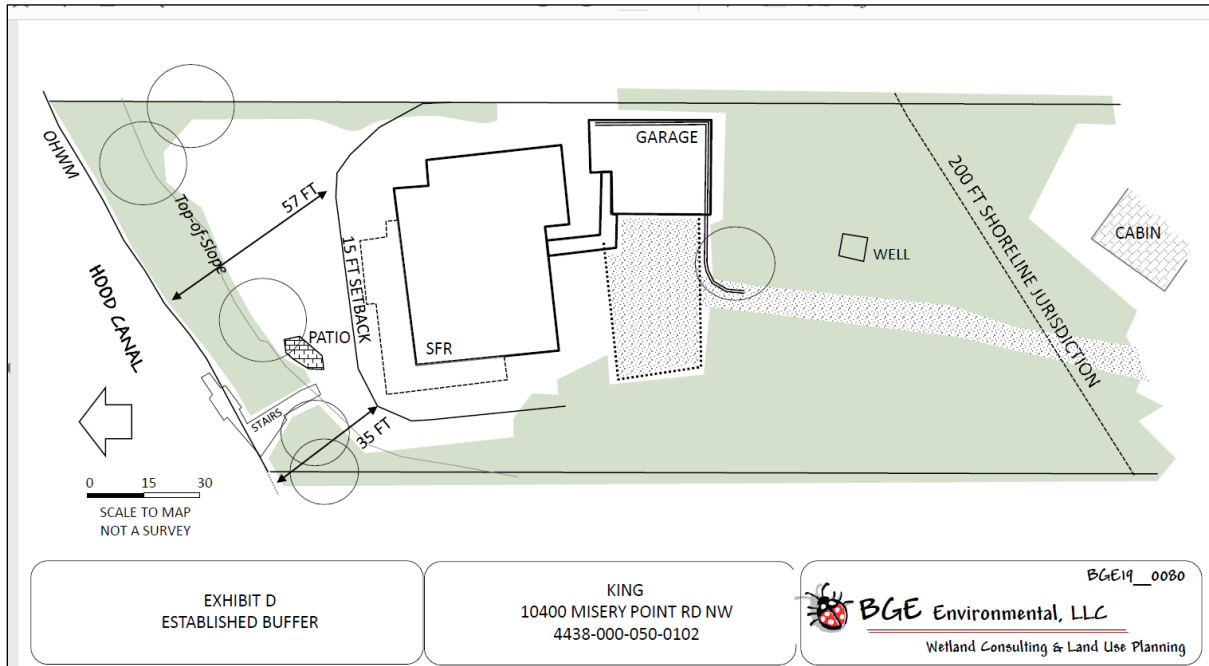 OHWM
Top-of-Slope
57 FT
HOOD CANAL
15 FT SETBACK
PATIO
SFR
STAIRS
35 FT
GARAGE
WELL
200 FT SHORELINE JURISDICTION
CABIN
0 15 30
SCALE TO MAP
NOT A SURVEY
EXHIBIT D
ESTABLISHED BUFFER
KING
10400 MISERY POINT RD NW
4438-000-050-0102
BGE19__0080
BGE Environmental, LLC
Wetland Consulting & Land Use Planning